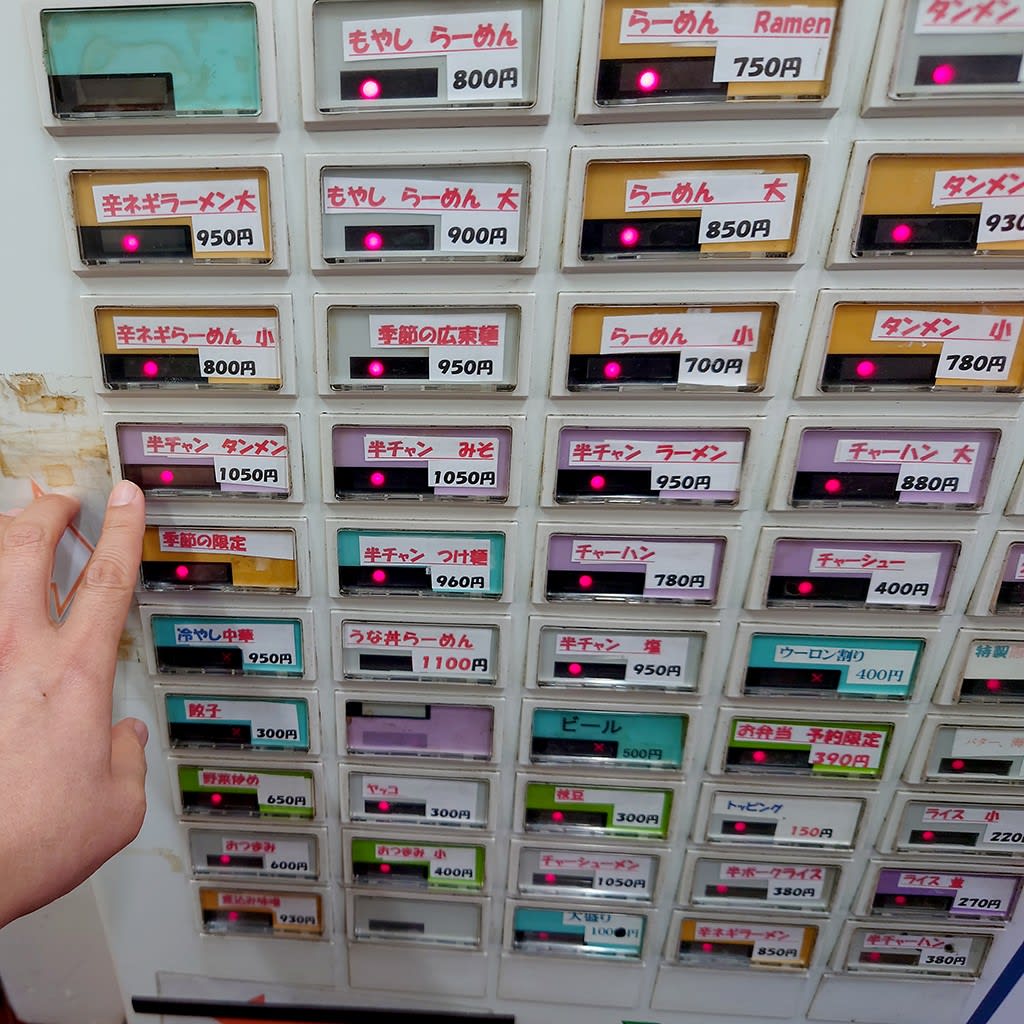 もやし らーめん
800円
らーめん Ramen
750円
タンメン
辛ネギラーメン大
950円
もやし らーめん 大
900円
らーめん 大
850円
タンメン
930
辛ネギらーめん 小
800円
季節の広東麺
950円
らーめん 小
700円
タンメン 小
780円
半チャン タンメン
1050円
半チャン みそ
1050円
半チャン ラーメン
950円
チャーハン 大
880円
季節の限定
半チャン つけ麺
960円
チャーハン
780円
チャーシュー
400円
冷やし中華
950円
うな丼らーめん
1100円
半チャン 塩
950円
ウーロン割り
400円
特製
餃子
300円
ビール
500円
お弁当 予約限定
390円
バター、
野菜炒め
650円
ヤッコ
300円
枝豆
300円
トッピング
150円
ライス 小
220
おつまみ
600円
おつまみ 小
400円
チャーシューメン
1050円
半ポークライス
380円
ライス 並
270円
煮込み味噌
930円
大盛り
100円
辛ネギラーメン
850円
半チャーハン
380円